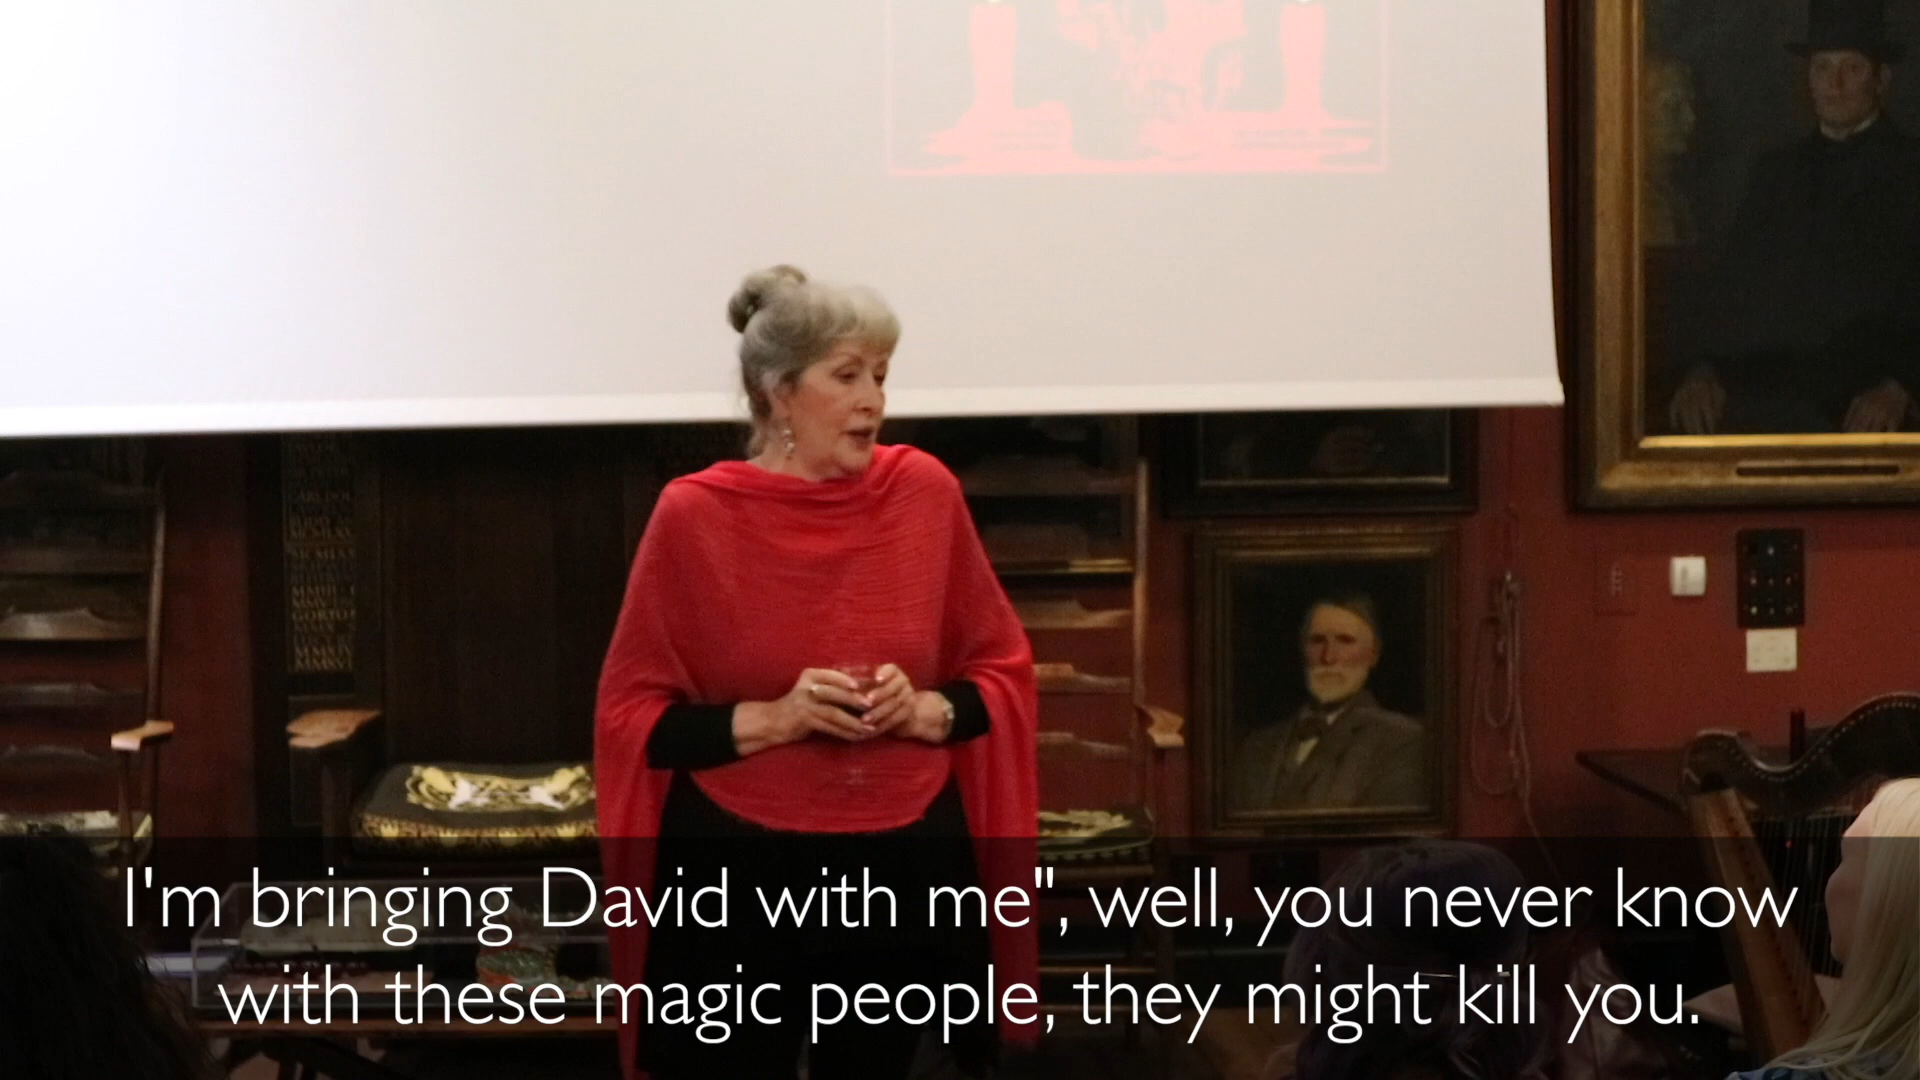 I'm bringing David with me", well, you never know
with these magic people, they might kill you.